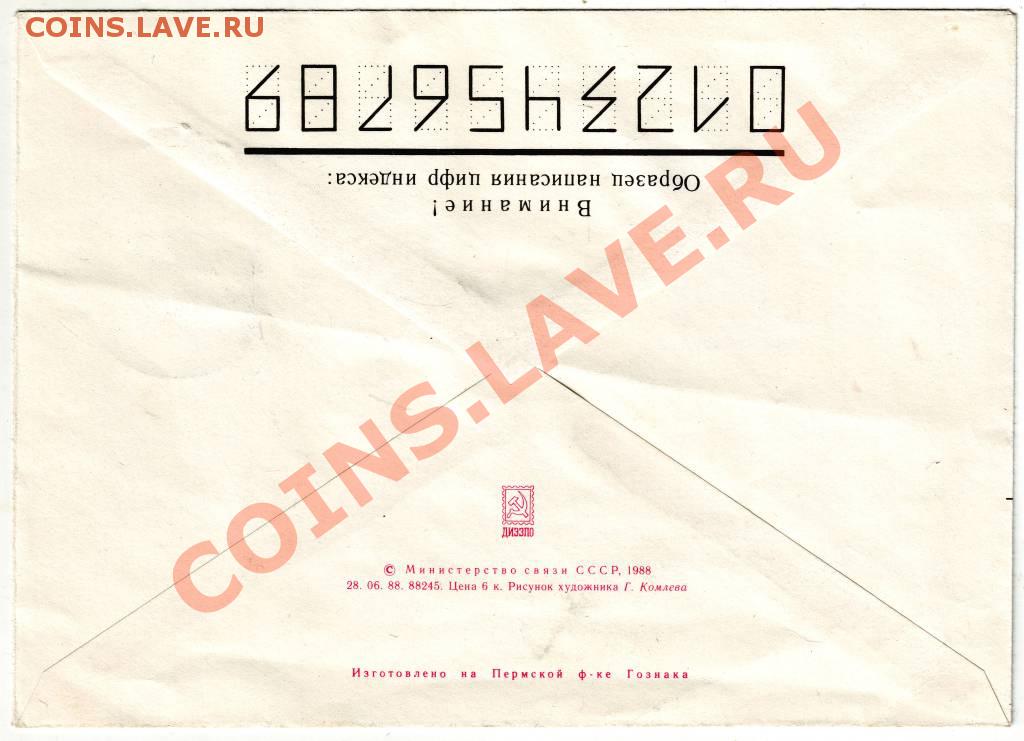 COINS.LAVE.RU
0123456789
Образец написания цифр индекса:
Внимание!
COINS.LAVE.RU
ДИЭЗПО
© Министерство связи СССР, 1988
28. 06. 88. 88245. Цена 6 к. Рисунок художника Г. Комлева
Изготовлено на Пермской ф-ке Гознака